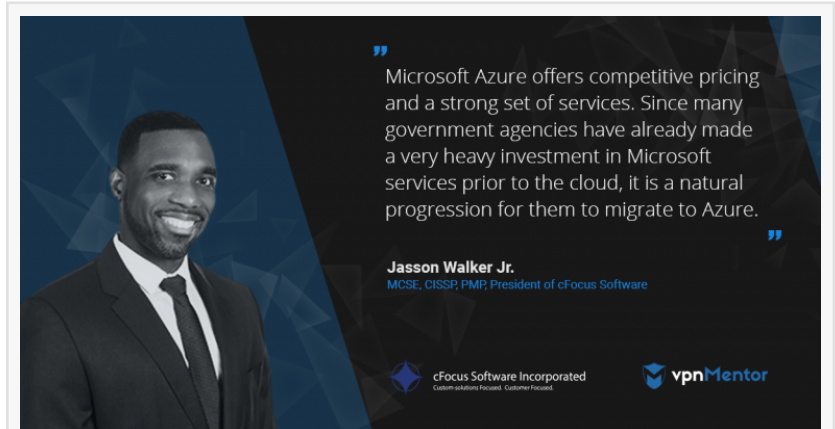 ”
Microsoft Azure offers competitive pricing
and a strong set of services. Since many
government agencies have already made
a very heavy investment in Microsoft
services prior to the cloud, it is a natural
progression for them to migrate to Azure.
”
Jasson Walker Jr.
MCSE, CISSP, PMP, President of cFocus Software
cFocus Software Incorporated
Custom-solutions Focused. Customer Focused.
vpnMentor